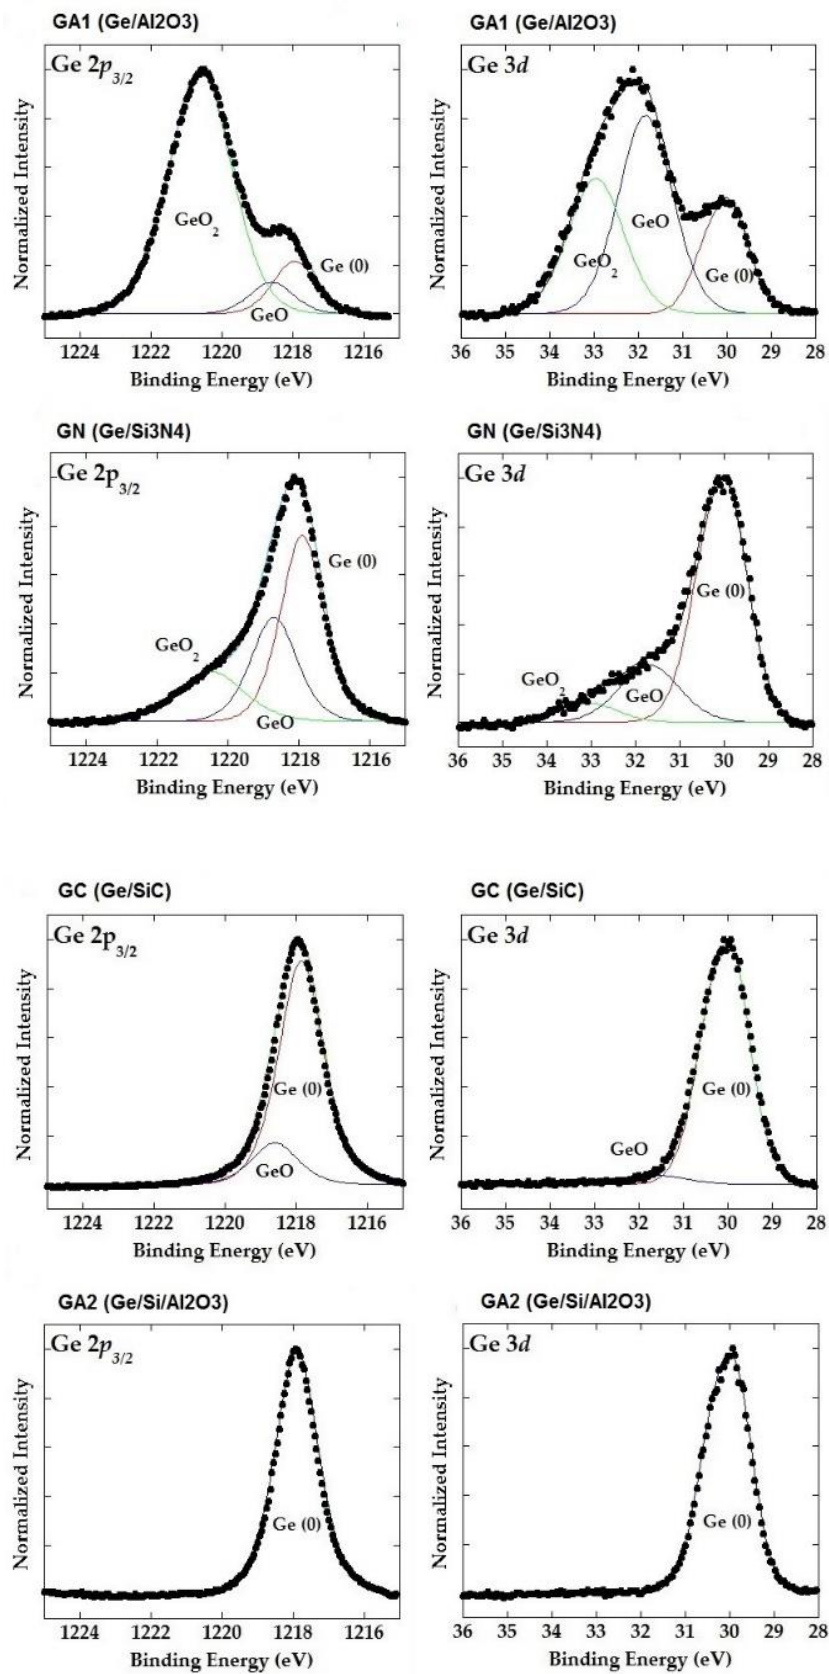 GA1 (Ge/Al2O3)
Ge 2p3/2
Normalized Intensity
GeO2
Ge (0)
GeO
1224 1222 1220 1218 1216
Binding Energy (eV)
GA1 (Ge/Al2O3)
Ge 3d
Normalized Intensity
GeO
GeO2
Ge (0)
36 35 34 33 32 31 30 29 28
Binding Energy (eV)
GN (Ge/Si3N4)
Ge 2p3/2
Normalized Intensity
Ge (0)
GeO2
GeO
1224 1222 1220 1218 1216
Binding Energy (eV)
GN (Ge/Si3N4)
Ge 3d
Normalized Intensity
Ge (0)
GeO2
GeO
36 35 34 33 32 31 30 29 28
Binding Energy (eV)
GC (Ge/SiC)
Ge 2p3/2
Normalized Intensity
Ge (0)
GeO
1224 1222 1220 1218 1216
Binding Energy (eV)
GC (Ge/SiC)
Ge 3d
Normalized Intensity
Ge (0)
GeO
36 35 34 33 32 31 30 29 28
Binding Energy (eV)
GA2 (Ge/Si/Al2O3)
Ge 2p3/2
Normalized Intensity
Ge (0)
1224 1222 1220 1218 1216
Binding Energy (eV)
GA2 (Ge/Si/Al2O3)
Ge 3d
Normalized Intensity
Ge (0)
36 35 34 33 32 31 30 29 28
Binding Energy (eV)